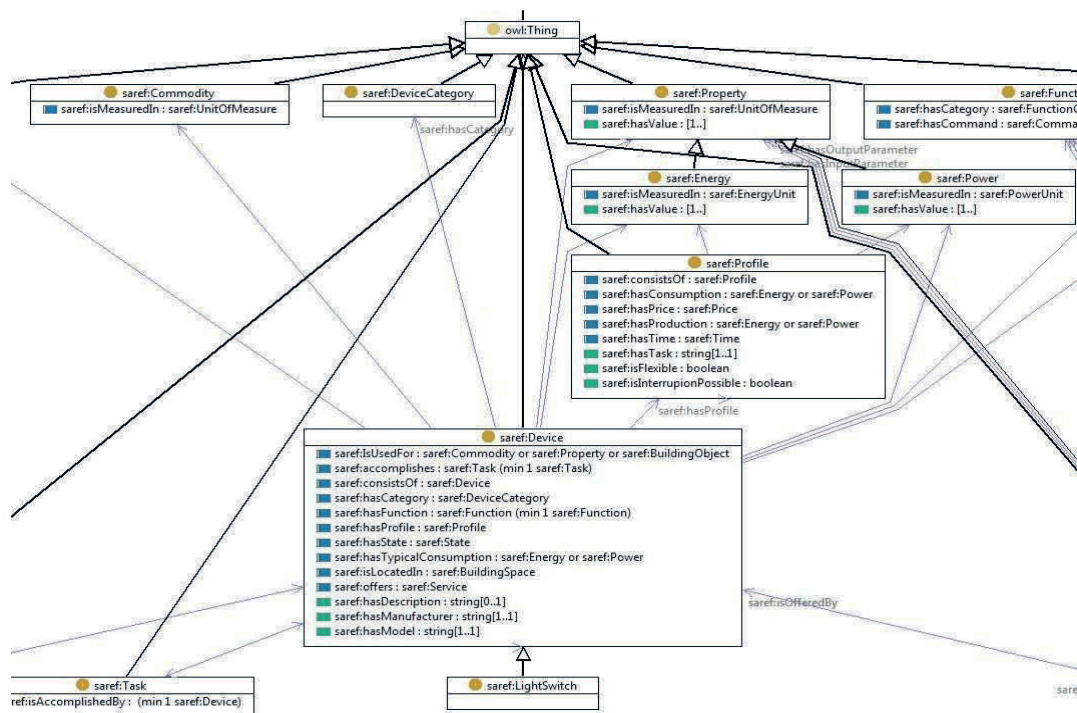 owl:Thing
saref:Commodity
saref:isMeasuredIn : saref:UnitOfMeasure
saref:DeviceCategory
saref:hasCategory
saref:Property
saref:isMeasuredIn : saref:UnitOfMeasure
saref:hasValue : [1..]
saref:Funct
saref:hasCategory : saref:FunctionC
saref:hasCommand : saref:Comma
saref:hasOutputParameter
saref:hasInputParameter
saref:Energy
saref:isMeasuredIn : saref:EnergyUnit
saref:hasValue : [1..]
saref:Power
saref:isMeasuredIn : saref:PowerUnit
saref:hasValue : [1..]
saref:Profile
saref:consistsOf : saref:Profile
saref:hasConsumption : saref:Energy or saref:Power
saref:hasPrice : saref:Price
saref:hasProduction : saref:Energy or saref:Power
saref:hasTime : saref:Time
saref:hasTask : string[1..1]
saref:isFlexible : boolean
saref:isInterrupionPossible : boolean
saref:hasProfile
saref:Device
saref:IsUsedFor : saref:Commodity or saref:Property or saref:BuildingObject
saref:accomplishes : saref:Task (min 1 saref:Task)
saref:consistsOf : saref:Device
saref:hasCategory : saref:DeviceCategory
saref:hasFunction : saref:Function (min 1 saref:Function)
saref:hasProfile : saref:Profile
saref:hasState : saref:State
saref:hasTypicalConsumption : saref:Energy or saref:Power
saref:isLocatedIn : saref:BuildingSpace
saref:offers : saref:Service
saref:hasDescription : string[0..1]
saref:hasManufacturer : string[1..1]
saref:hasModel : string[1..1]
saref:isOfferedBy
saref:Task
ref:isAccomplishedBy : (min 1 saref:Device)
saref:LightSwitch
saref